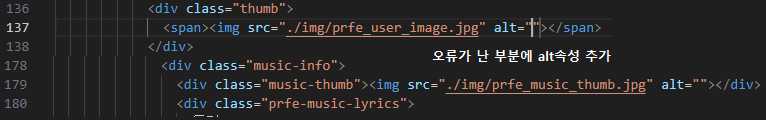 136 <div class="thumb">
137 <span><img src="./img/prfe_user_image.jpg" alt=""></span>
138 </div>
오류가 난 부분에 alt속성 추가
178 <div class="music-info">
179 <div class="music-thumb"><img src="./img/prfe_music_thumb.jpg" alt=""></div>
180 <div class="prfe-music-lyrics">